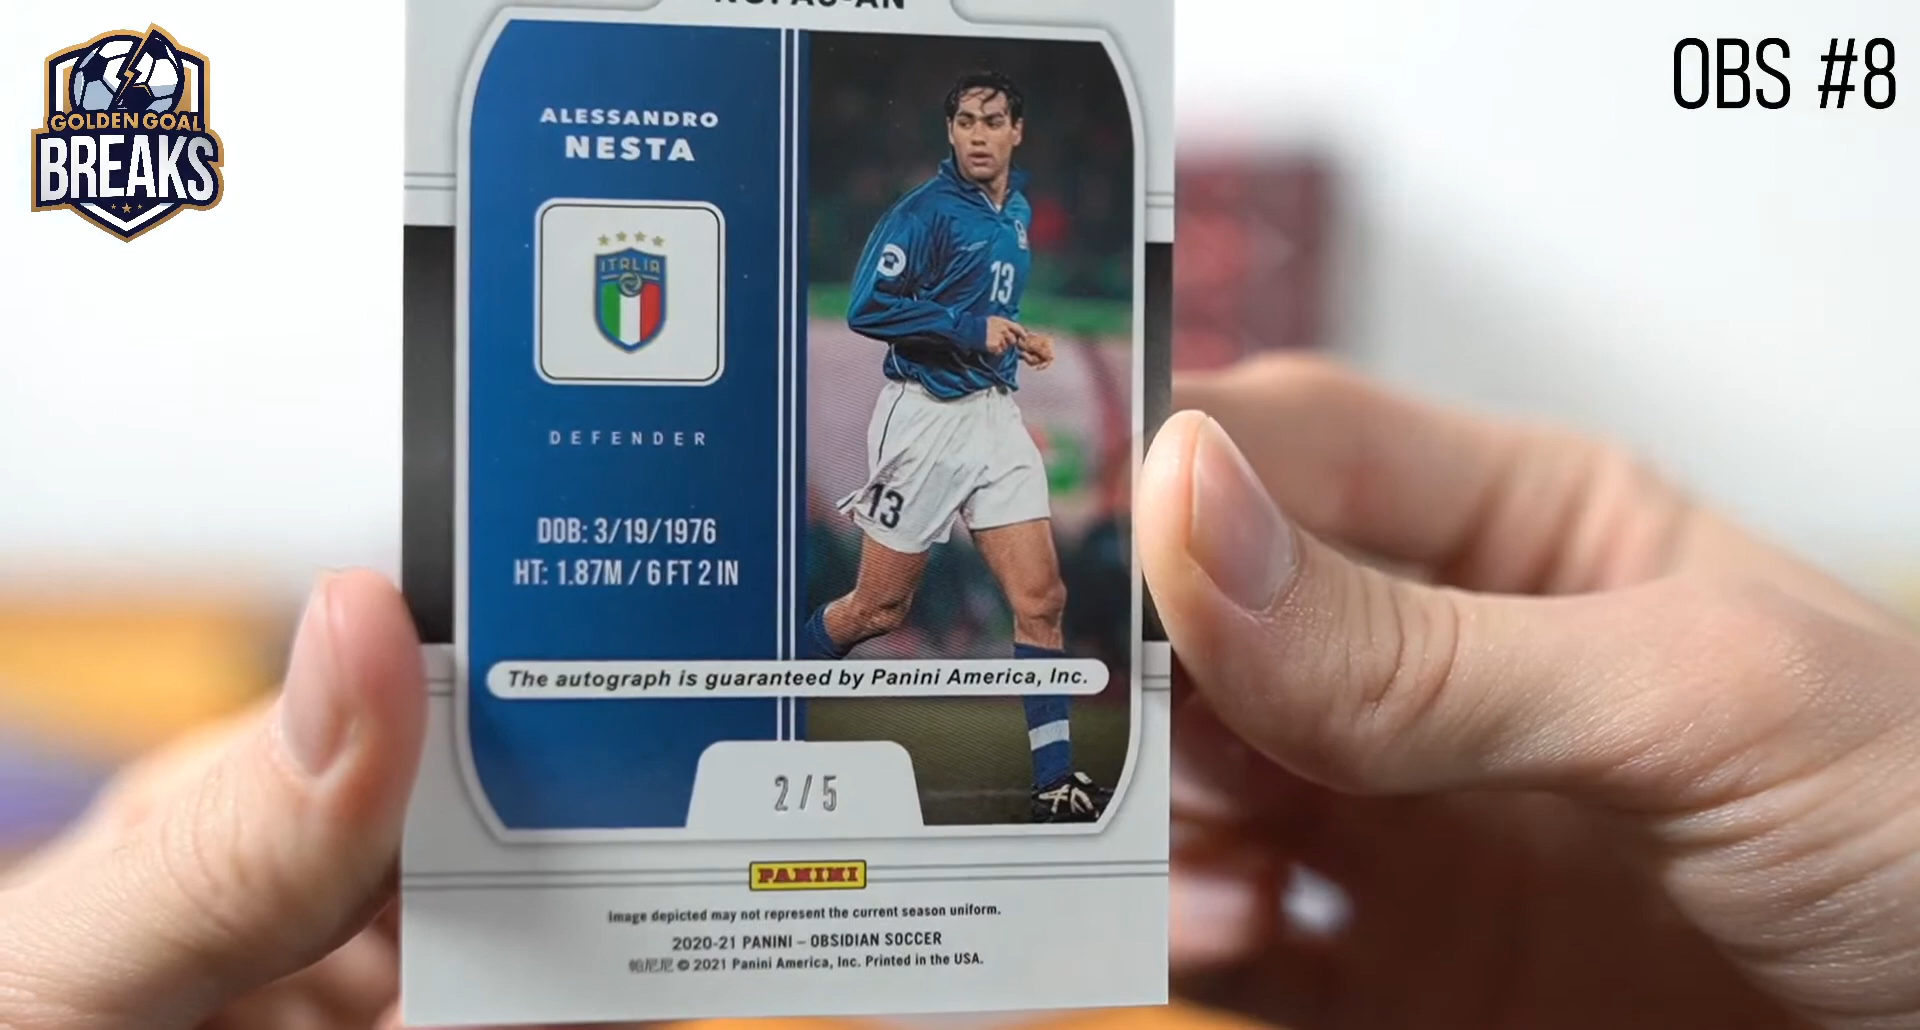 OBS #8
GOLDEN GOAL
BREAKS
ALESSANDRO
NESTA
ITALIA
DEFENDER
DOB: 3/19/1976
HT: 1.87M / 6 FT 2 IN
13
13
The autograph is guaranteed by Panini America, Inc.
2 / 5
PANINI
Image depicted may not represent the current season uniform.
2020-21 PANINI – OBSIDIAN SOCCER
帕尼尼 © 2021 Panini America, Inc. Printed in the USA.